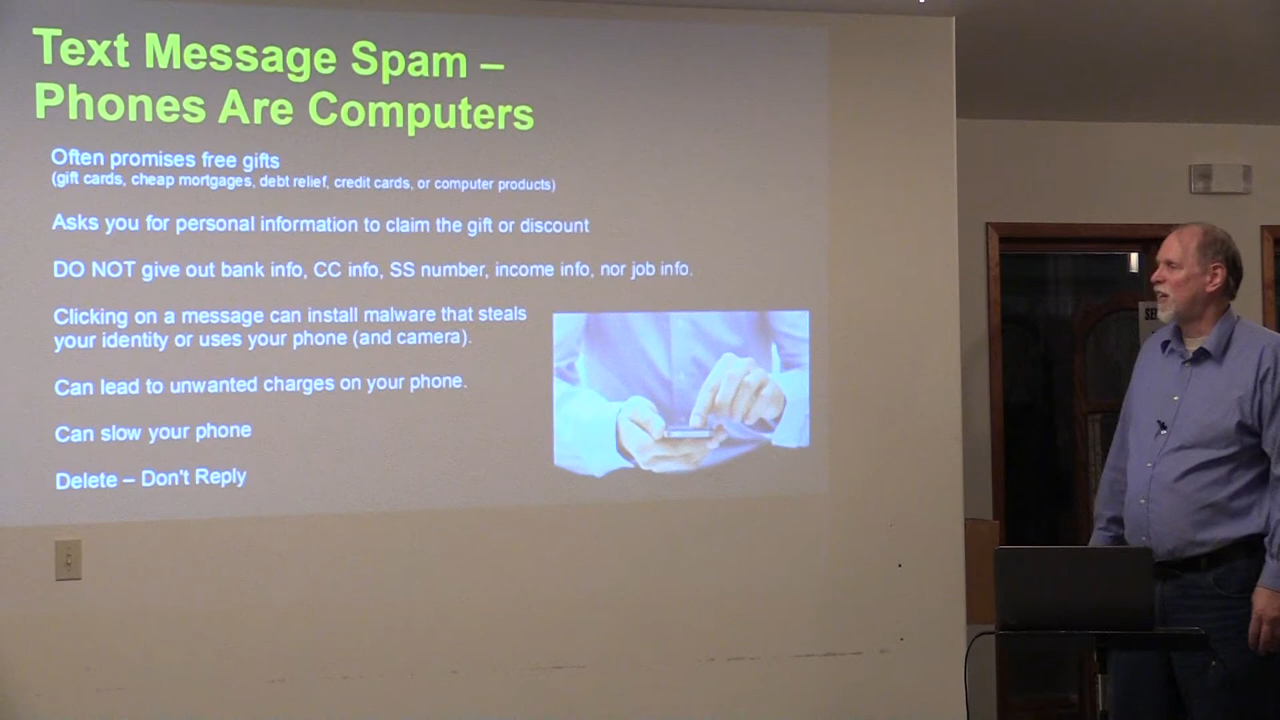 Text Message Spam –
Phones Are Computers
Often promises free gifts
(gift cards, cheap mortgages, debt relief, credit cards, or computer products)
Asks you for personal information to claim the gift or discount
DO NOT give out bank info, CC info, SS number, income info, nor job info.
Clicking on a message can install malware that steals
your identity or uses your phone (and camera).
Can lead to unwanted charges on your phone.
Can slow your phone
Delete – Don't Reply